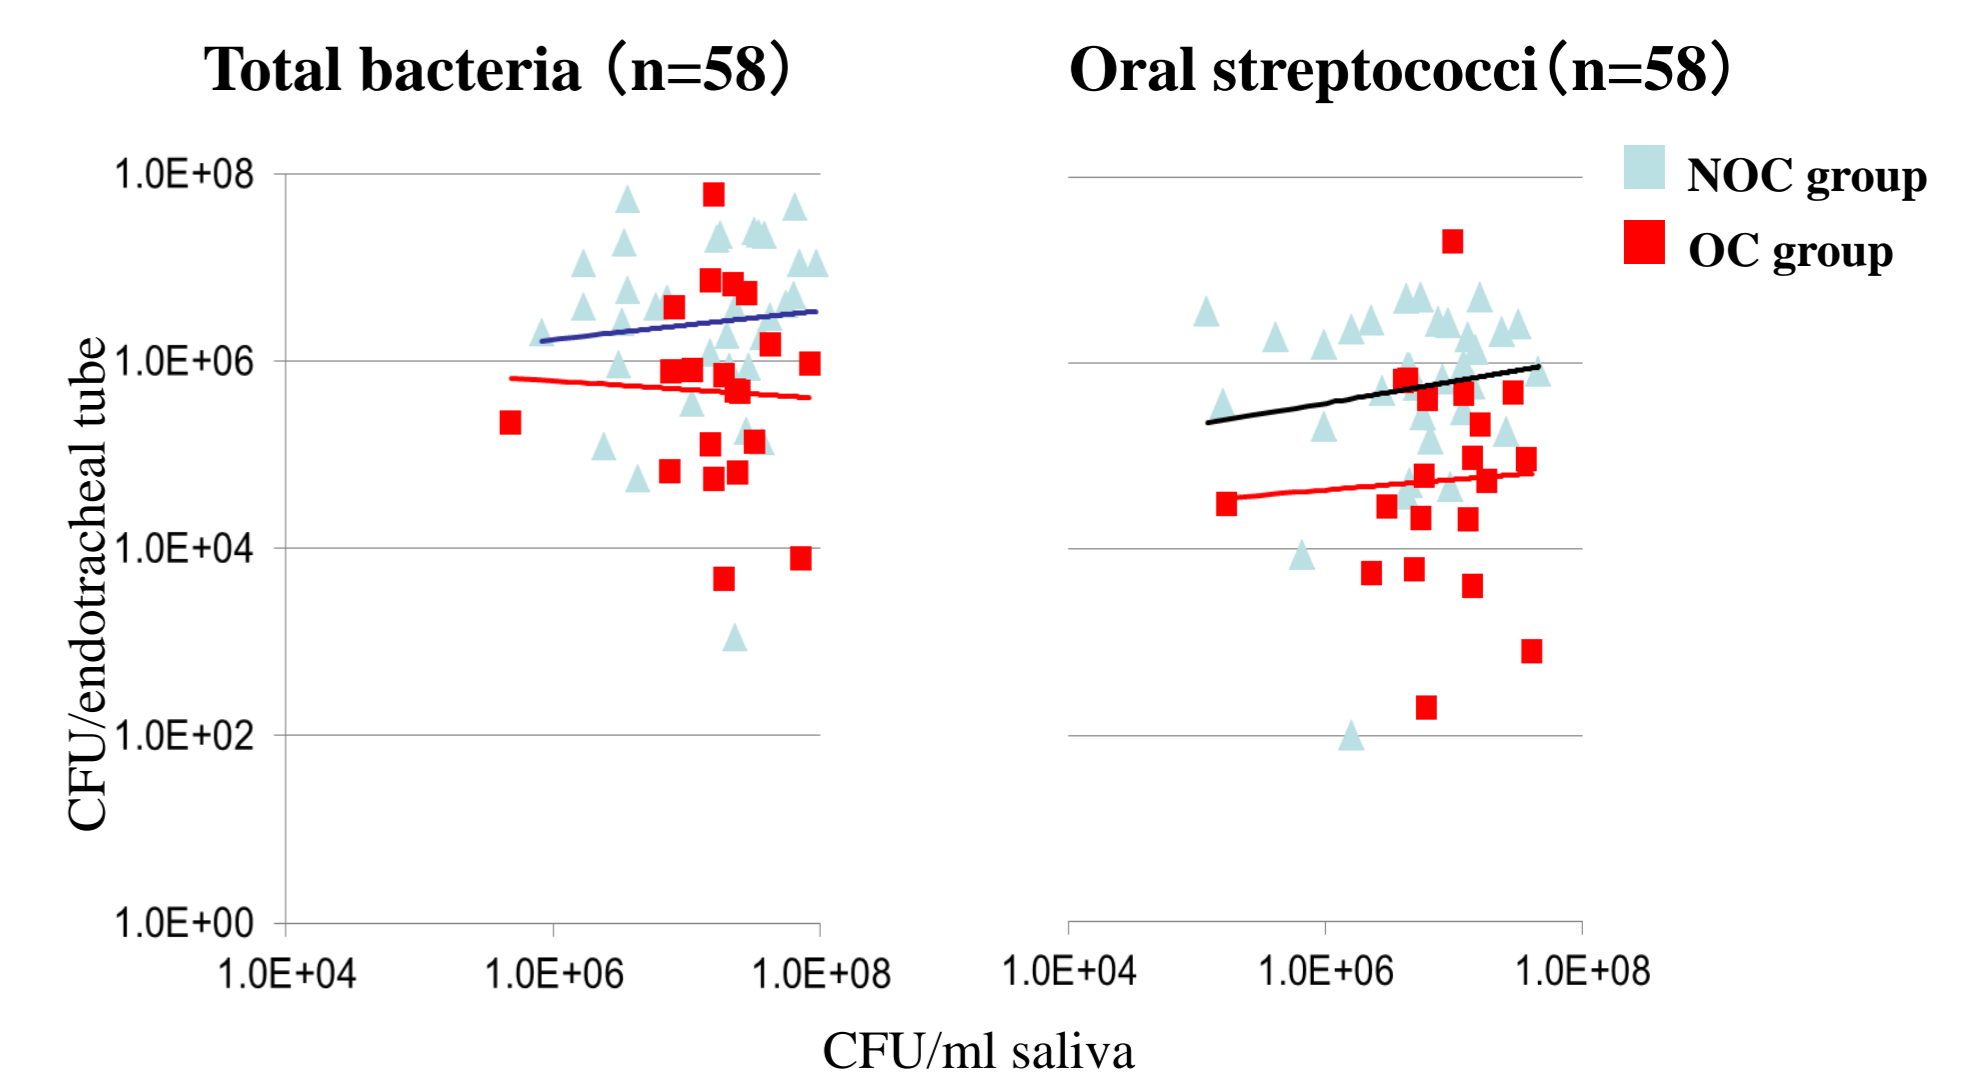 Total bacteria (n=58)
Oral streptococci(n=58)
NOC group
OC group
CFU/endotracheal tube
1.0E+08
1.0E+06
1.0E+04
1.0E+02
1.0E+00
1.0E+04 1.0E+06 1.0E+08
1.0E+04 1.0E+06 1.0E+08
CFU/ml saliva